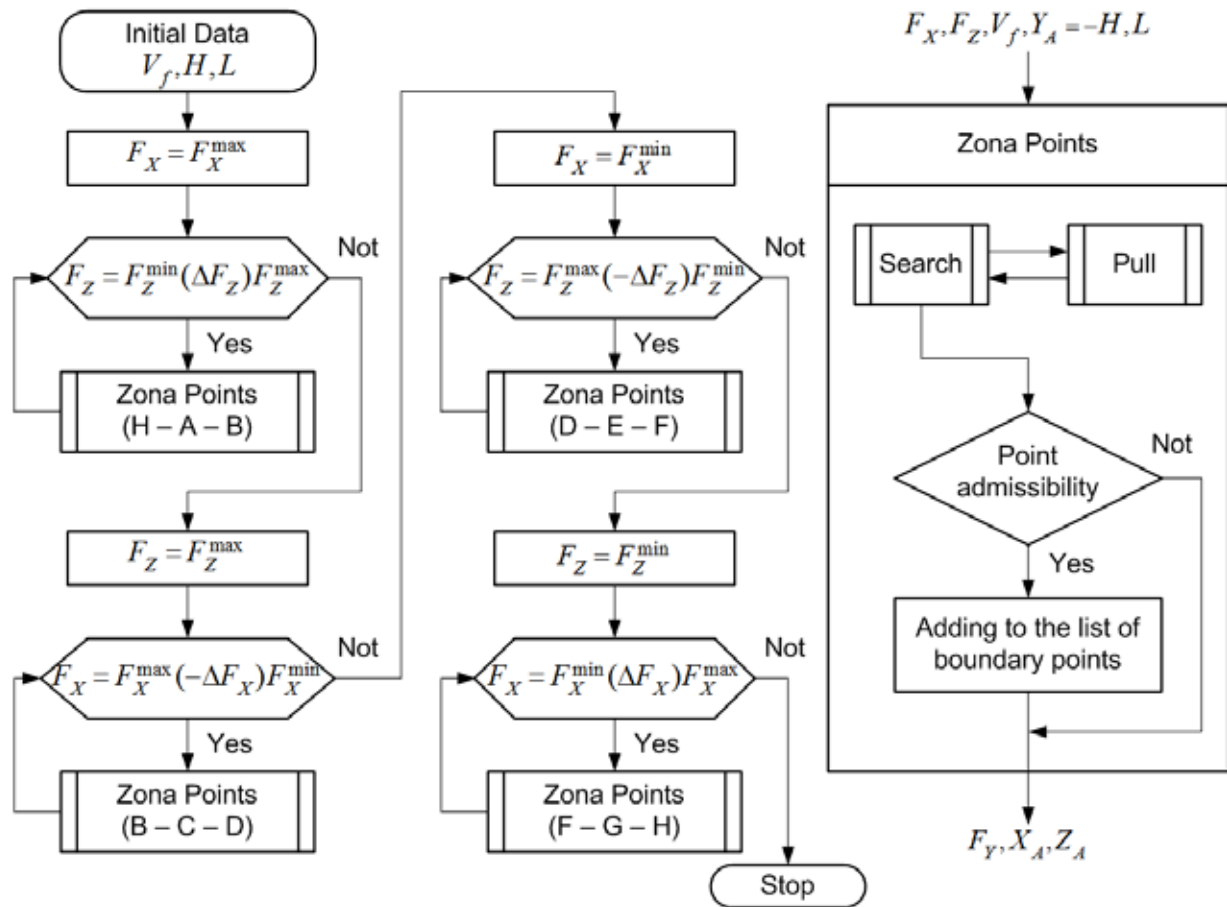 Initial Data
V_f, H, L
F_X = F_X^max
F_Z = F_Z^min (ΔF_Z) F_Z^max
Not
Yes
Zona Points
(H – A – B)
F_Z = F_Z^max
F_X = F_X^max (−ΔF_X) F_X^min
Not
Yes
Zona Points
(B – C – D)
F_X = F_X^min
F_Z = F_Z^max (−ΔF_Z) F_Z^min
Not
Yes
Zona Points
(D – E – F)
F_Z = F_Z^min
F_X = F_X^min (ΔF_X) F_X^max
Not
Yes
Zona Points
(F – G – H)
Stop
F_X, F_Z, V_f, Y_A = −H, L
Zona Points
Search
Pull
Point
admissibility
Not
Yes
Adding to the list of
boundary points
F_Y, X_A, Z_A